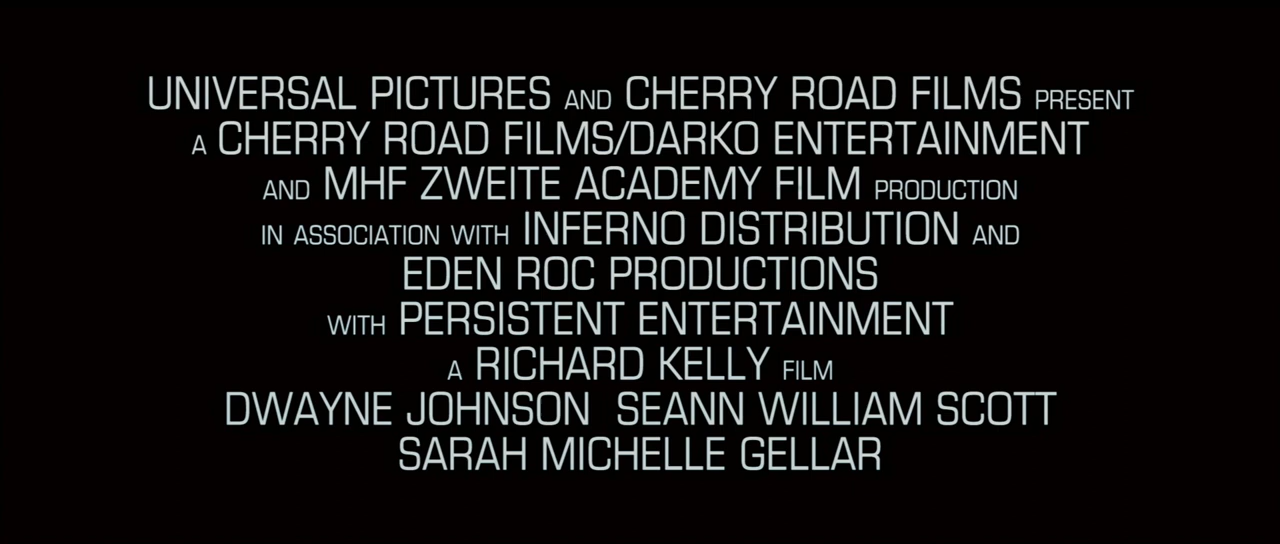 UNIVERSAL PICTURES AND CHERRY ROAD FILMS PRESENT
A CHERRY ROAD FILMS/DARKO ENTERTAINMENT
AND MHF ZWEITE ACADEMY FILM PRODUCTION
IN ASSOCIATION WITH INFERNO DISTRIBUTION AND
EDEN ROC PRODUCTIONS
WITH PERSISTENT ENTERTAINMENT
A RICHARD KELLY FILM
DWAYNE JOHNSON SEANN WILLIAM SCOTT
SARAH MICHELLE GELLAR